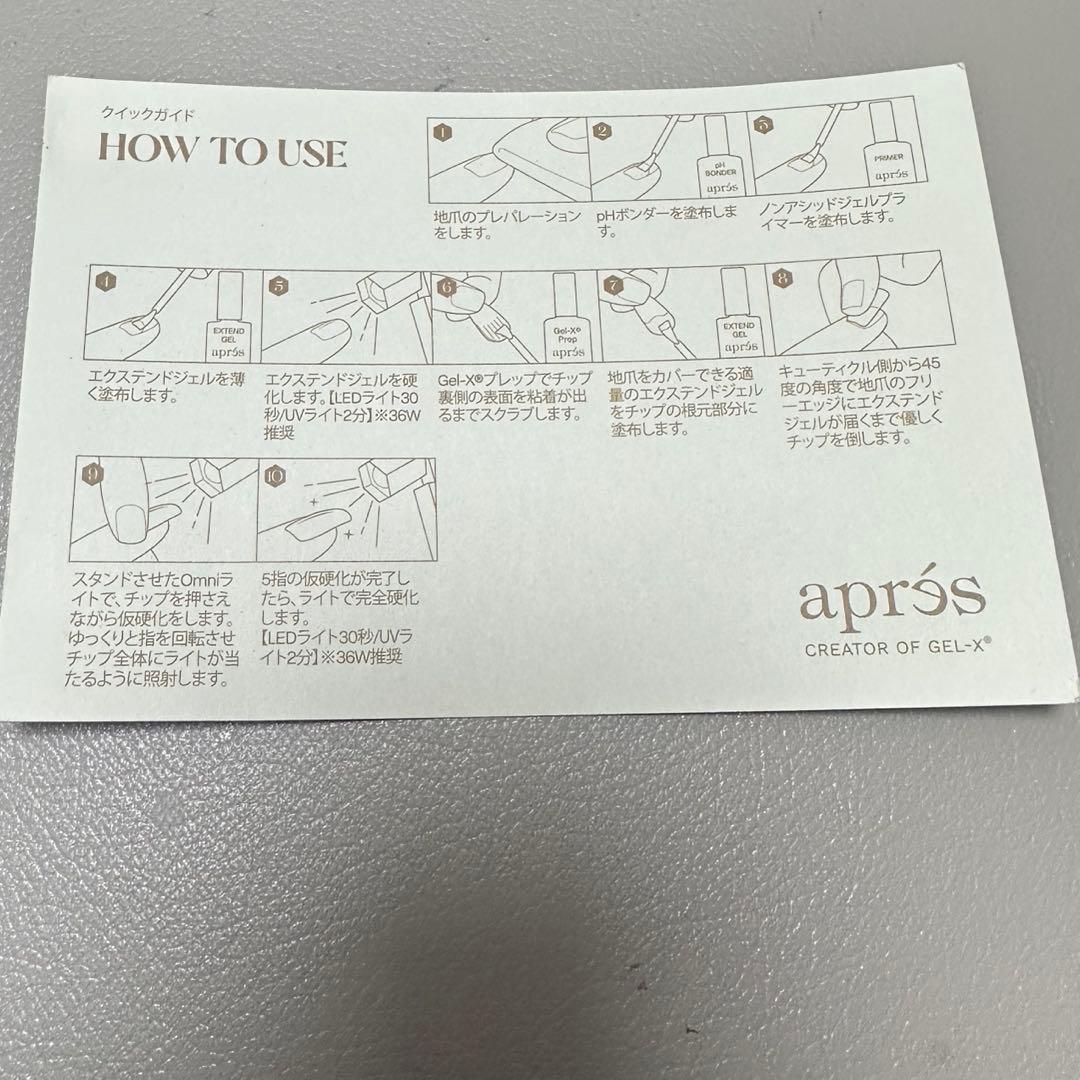 クイックガイド
HOW TO USE
1
2
pH
BONDER
aprés
3
PRIMER
aprés
地爪のプレパレーション
をします。
pHボンダーを塗布しま
す。
ノンアシッドジェルプラ
イマーを塗布します。
4
EXTEND
GEL
aprés
5
6
Gel-X®
Prep
aprés
7
EXTEND
GEL
aprés
8
エクステンドジェルを薄
く塗布します。
エクステンドジェルを硬
化します。【LEDライト30
秒/UVライト2分】※36W
推奨
Gel-X®プレップでチップ
裏側の表面を粘着が出
るまでスクラブします。
地爪をカバーできる適
量のエクステンドジェル
をチップの根元部分に
塗布します。
キューティクル側から45
度の角度で地爪のフリ
ーエッジにエクステンド
ジェルが届くまで優しく
チップを倒します。
9
10
スタンドさせたOmniラ
イトで、チップを押さえ
ながら仮硬化をします。
ゆっくりと指を回転させ
チップ全体にライトが当
たるように照射します。
5指の仮硬化が完了し
たら、ライトで完全硬化
します。
【LEDライト30秒/UVラ
イト2分】※36W推奨
aprés
CREATOR OF GEL-X®